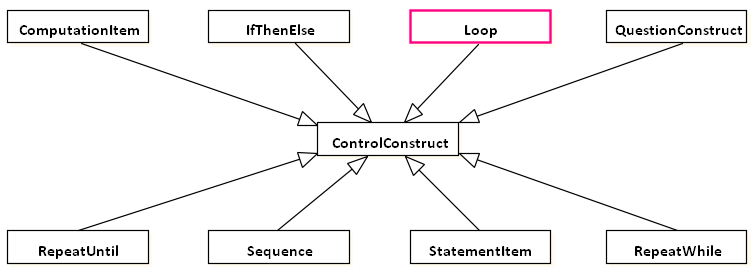 ComputationItem
IfThenElse
Loop
QuestionConstruct
ControlConstruct
RepeatUntil
Sequence
StatementItem
RepeatWhile